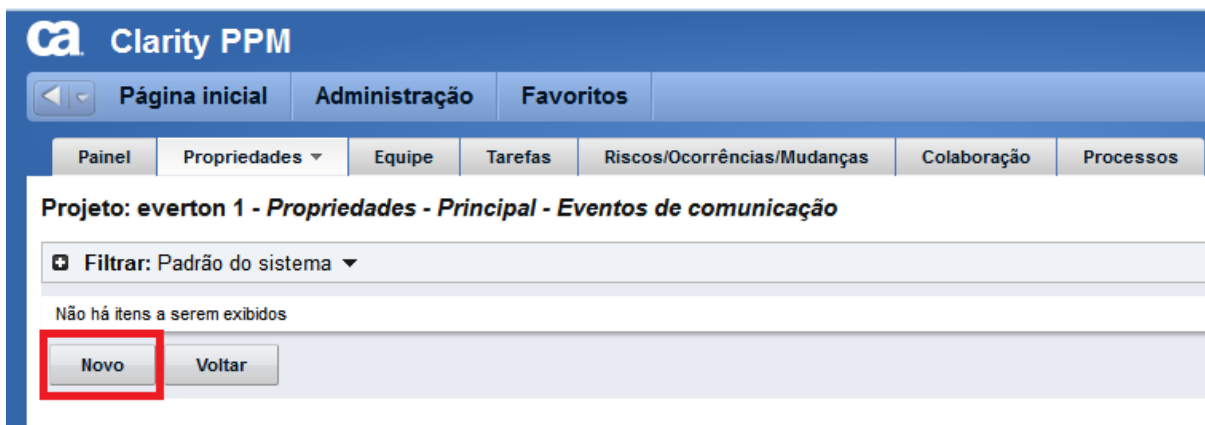 ca Clarity PPM
Página inicial Administração Favoritos
Painel Propriedades Equipe Tarefas Riscos/Ocorrências/Mudanças Colaboração Processos
Projeto: everton 1 - Propriedades - Principal - Eventos de comunicação
Filtrar: Padrão do sistema
Não há itens a serem exibidos
Novo Voltar